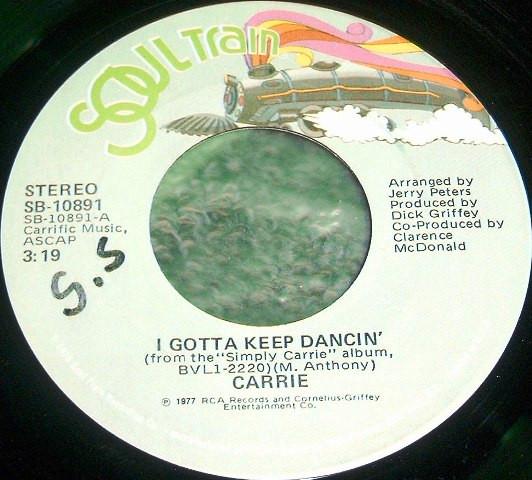 SOUL Train
STEREO
SB-10891
SB-10891-A
Carrific Music,
ASCAP
3:19
S.S
Arranged by
Jerry Peters
Produced by
Dick Griffey
Co-Produced by
Clarence
McDonald
I GOTTA KEEP DANCIN'
(from the "Simply Carrie" album,
BVL1-2220)(M. Anthony)
CARRIE
℗ 1977 RCA Records and Cornelius-Griffey
Entertainment Co.